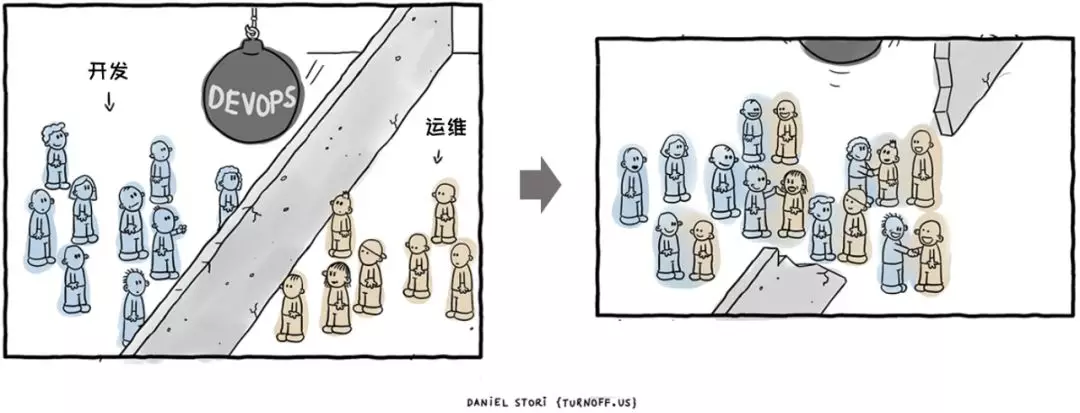 开发
DEVOPS
运维
DANIEL STORI {TURNOFF.US}